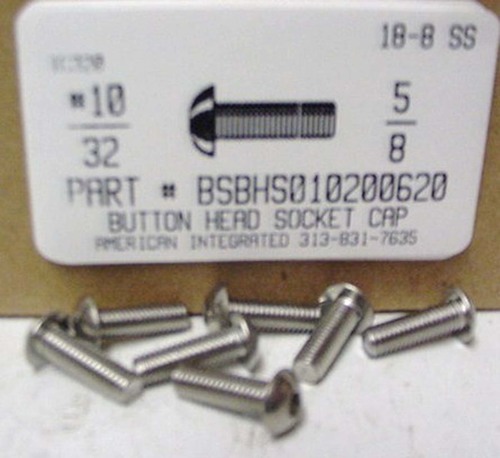 18-8 SS
#10
32
5
8
PART # BSBHS010200620
BUTTON HEAD SOCKET CAP
AMERICAN INTEGRATED 313-831-7635